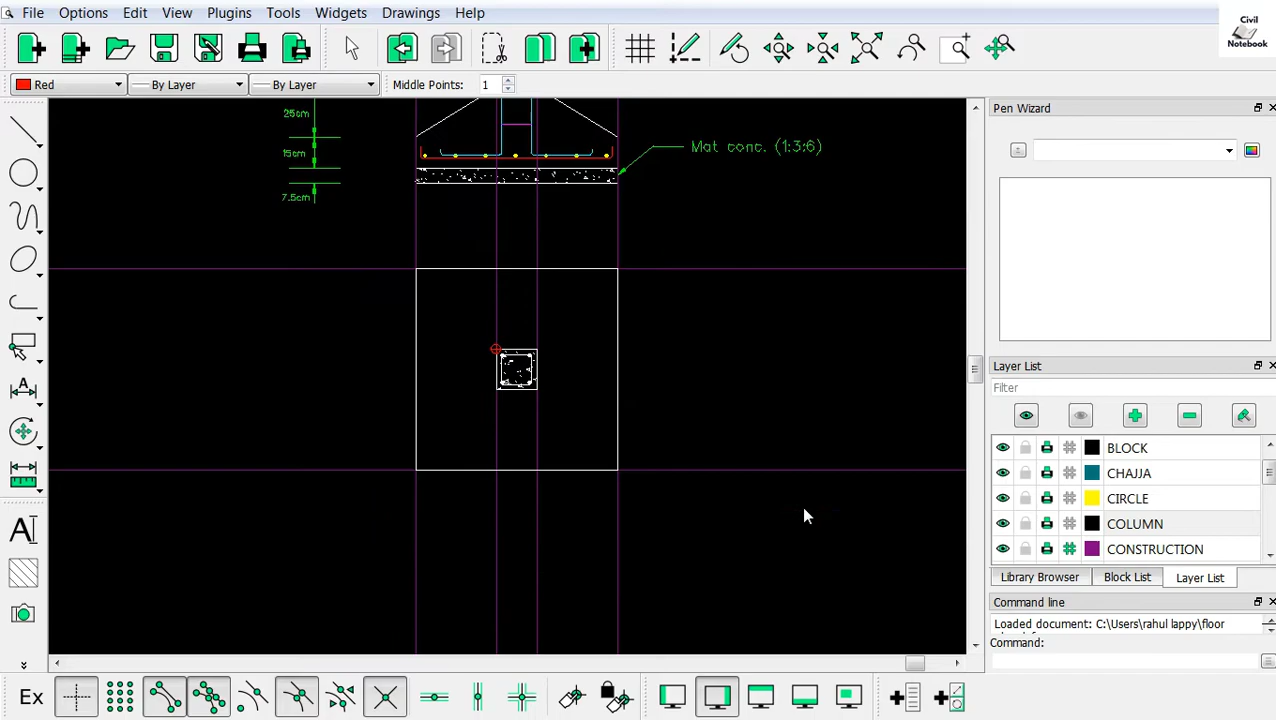 File Options Edit View Plugins Tools Widgets Drawings Help
Civil
Notebook
Red By Layer By Layer Middle Points: 1
Pen Wizard
25cm
15cm
7.5cm
Mat conc. (1:3:6)
Layer List
Filter
BLOCK
CHAJJA
CIRCLE
COLUMN
CONSTRUCTION
Library Browser Block List Layer List
Command line
Loaded document: C:\Users\rahul lappy\floor
Command:
A
A
Ex